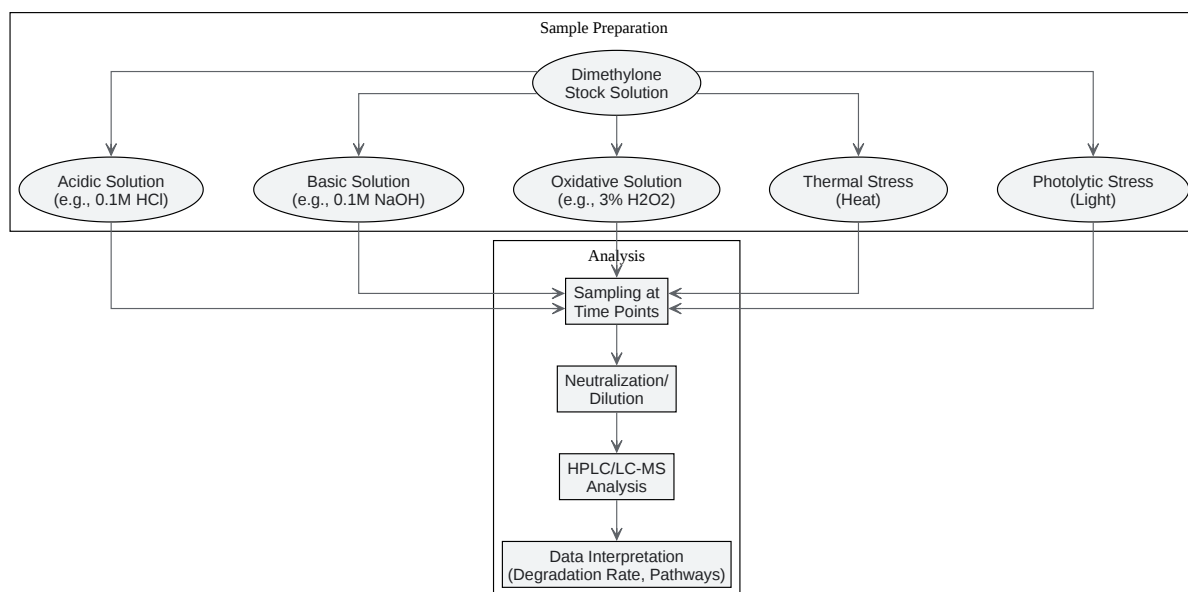 Sample Preparation
Dimethylone
Stock Solution
Acidic Solution
(e.g., 0.1M HCl)
Basic Solution
(e.g., 0.1M NaOH)
Oxidative Solution
(e.g., 3% H2O2)
Thermal Stress
(Heat)
Photolytic Stress
(Light)
Analysis
Sampling at
Time Points
Neutralization/
Dilution
HPLC/LC-MS
Analysis
Data Interpretation
(Degradation Rate, Pathways)